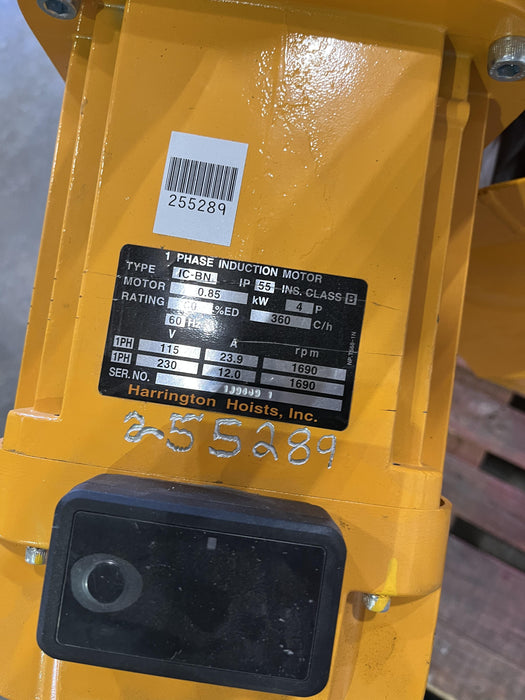 255289
1 PHASE INDUCTION MOTOR
TYPE IC-BN. IP 55 INS. CLASS B
MOTOR 0.85 kW 4 P
RATING %ED 360 C/h
60 Hz
V A rpm
1PH 115 23.9 1690
1PH 230 12.0 1690
SER. NO.
Harrington Hoists, Inc.
255289